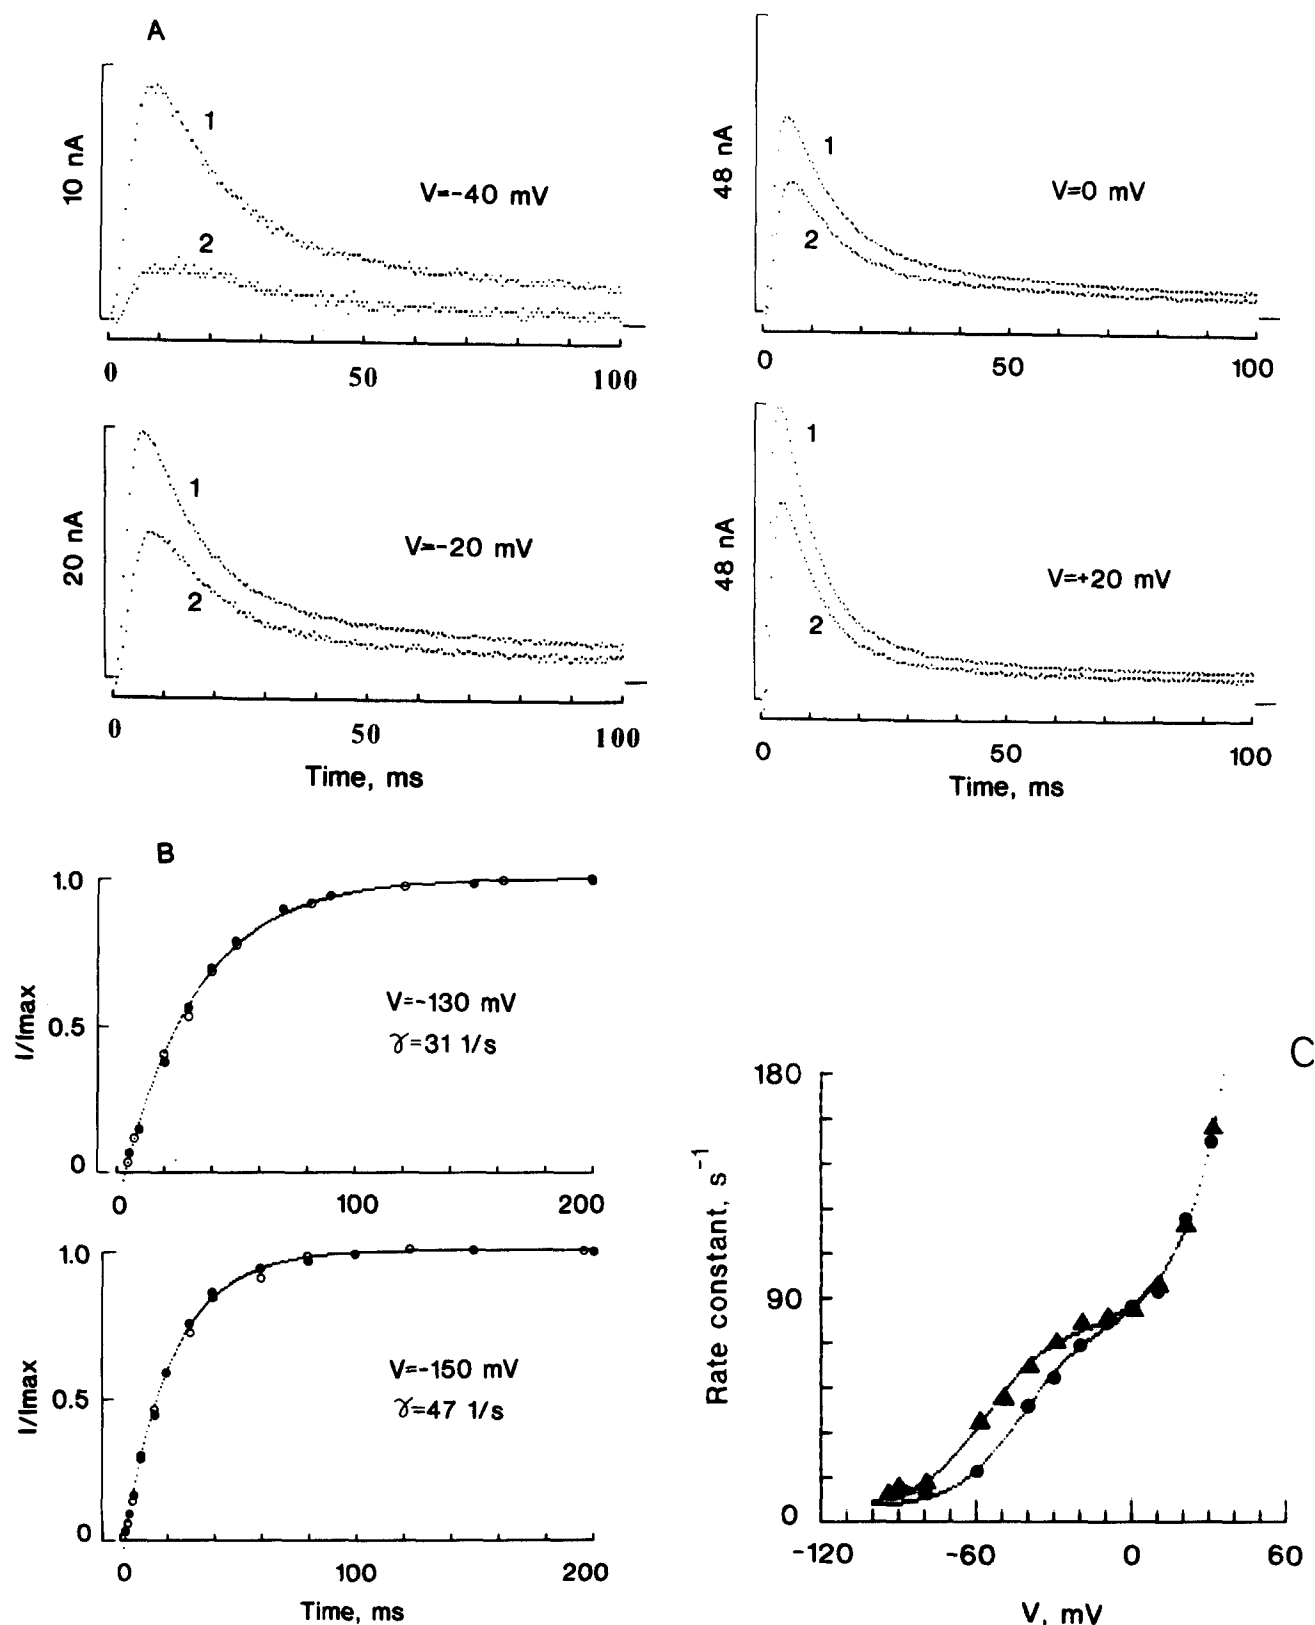 A
10 nA
1
2
V=-40 mV
0 50 100
48 nA
1
2
V=0 mV
0 50 100
20 nA
1
2
V=-20 mV
0 50 100
Time, ms
48 nA
1
2
V=+20 mV
0 50 100
Time, ms
B
I/Imax
1.0
0.5
0
V=-130 mV
γ=31 1/s
0 100 200
I/Imax
1.0
0.5
0
V=-150 mV
γ=47 1/s
0 100 200
Time, ms
C
Rate constant, s⁻¹
180
90
0
-120 -60 0 60
V, mV